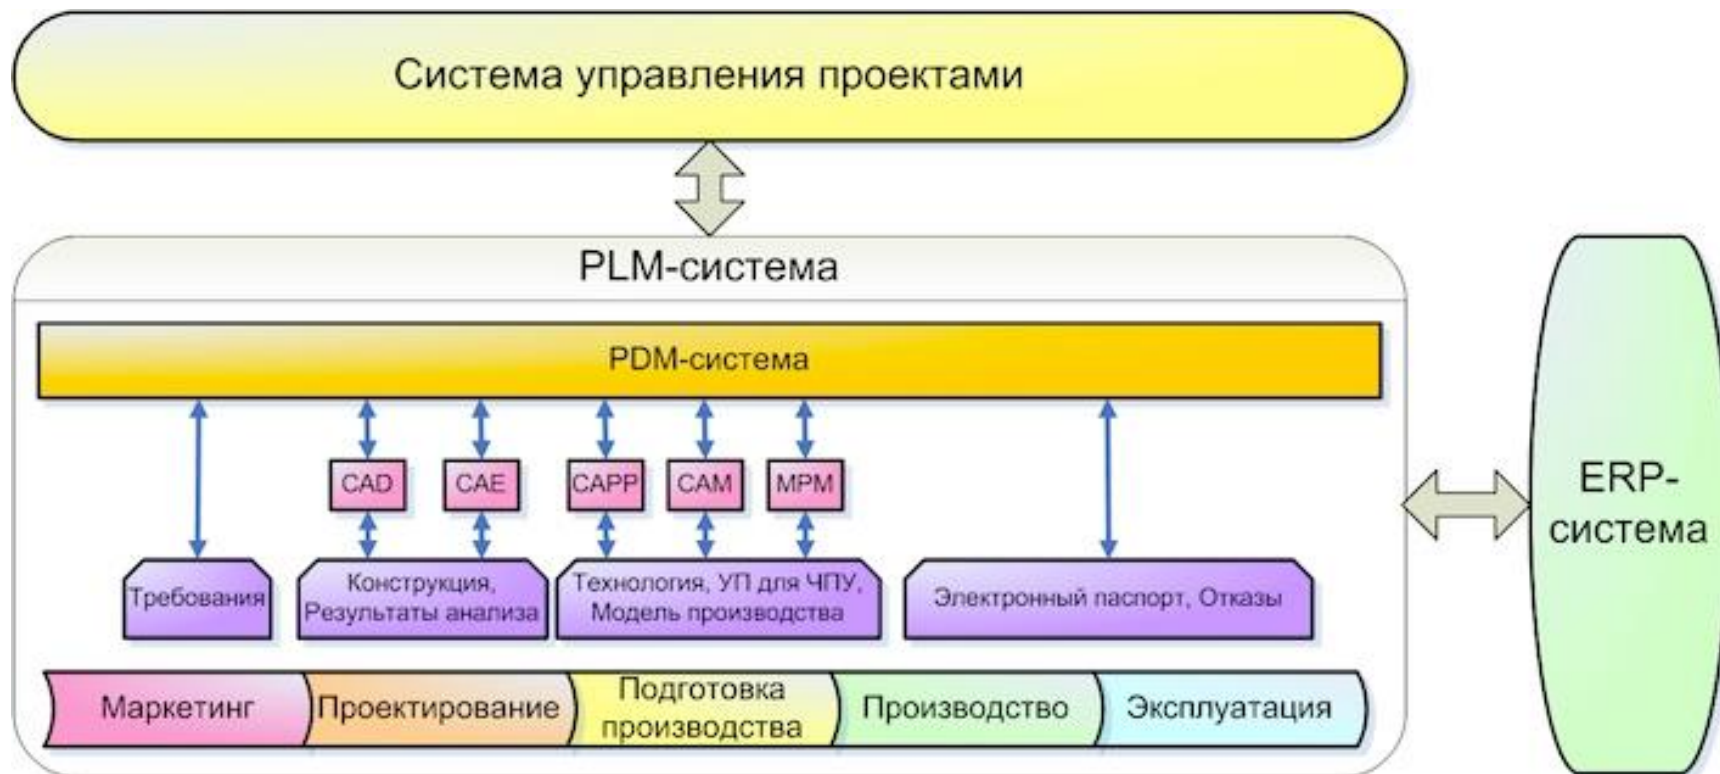 Система управления проектами
PLM-система
PDM-система
CAD
CAE
CAPP
CAM
MPM
ERP-
система
Требования
Конструкция,
Результаты анализа
Технология, УП для ЧПУ,
Модель производства
Электронный паспорт, Отказы
Маркетинг
Проектирование
Подготовка
производства
Производство
Эксплуатация